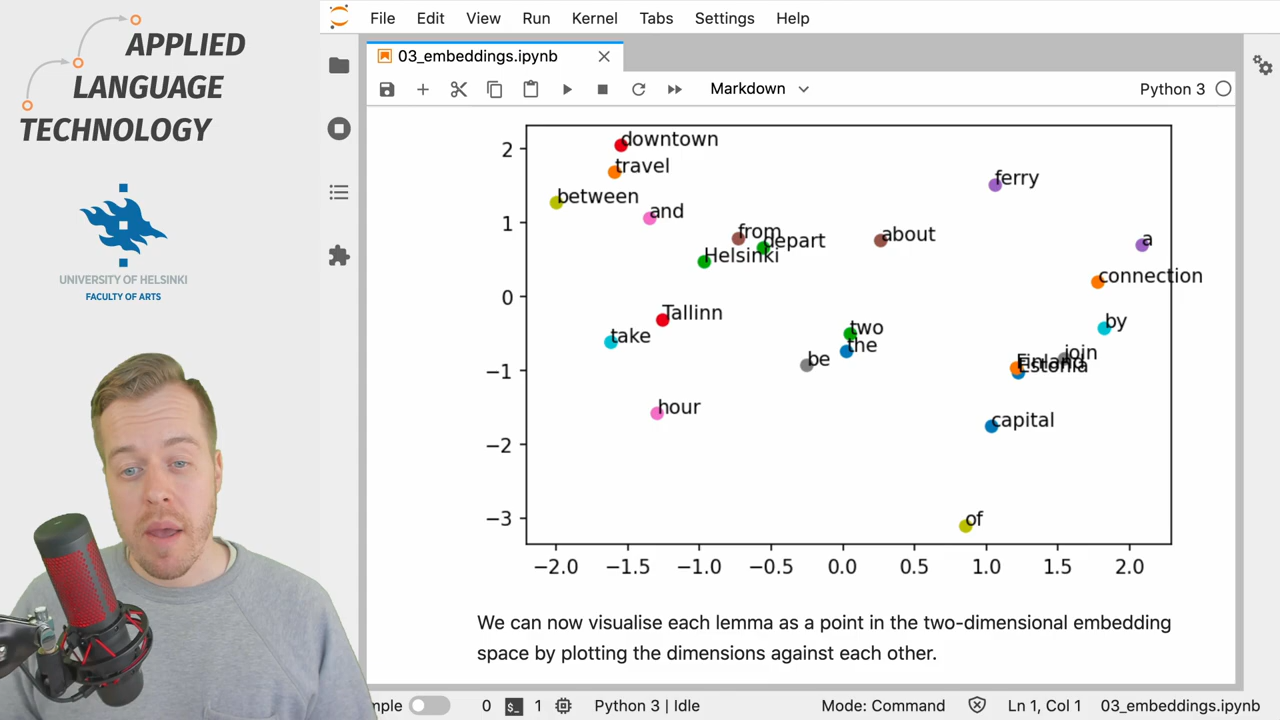 APPLIED
LANGUAGE
TECHNOLOGY
UNIVERSITY OF HELSINKI
FACULTY OF ARTS
File Edit View Run Kernel Tabs Settings Help
03_embeddings.ipynb
Markdown
Python 3
downtown
travel
between
and
ferry
from
depart
about
a
Helsinki
connection
Tallinn
take
two
the
by
be
join
Finland
Estonia
hour
capital
of
2
1
0
−1
−2
−3
−2.0 −1.5 −1.0 −0.5 0.0 0.5 1.0 1.5 2.0
We can now visualise each lemma as a point in the two-dimensional embedding
space by plotting the dimensions against each other.
mple 0 $_ 1 Python 3 | Idle Mode: Command Ln 1, Col 1 03_embeddings.ipynb